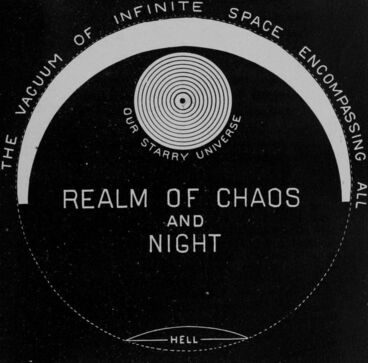 THE VACUUM OF INFINITE SPACE ENCOMPASSING ALL
OUR STARRY UNIVERSE
REALM OF CHAOS
AND
NIGHT
HELL